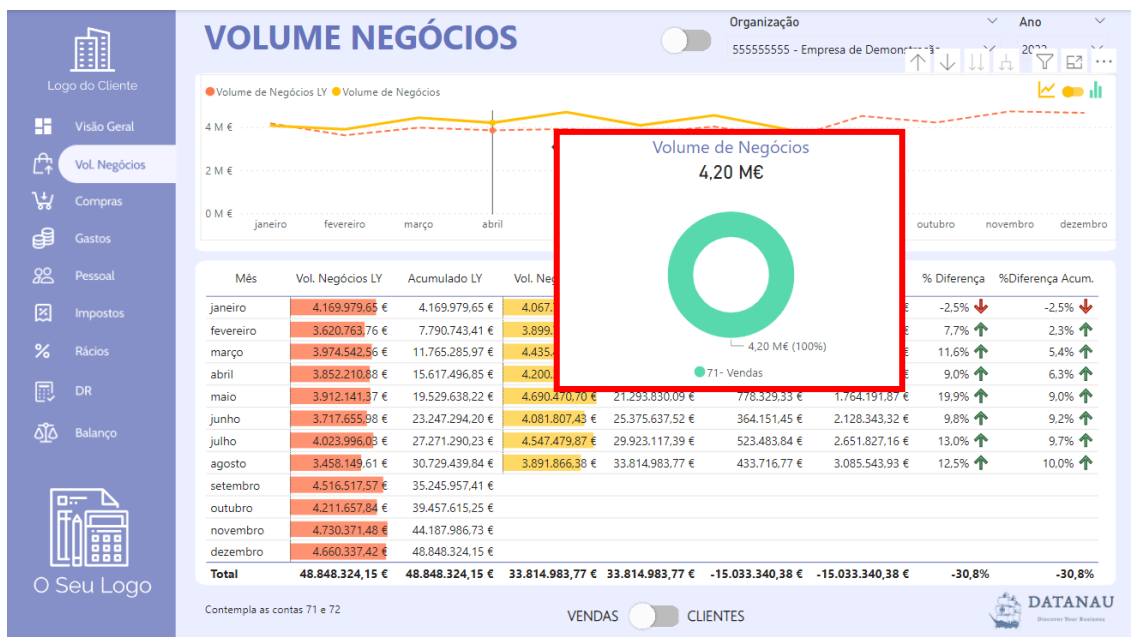 Logo do Cliente
Visão Geral
Vol. Negócios
Compras
Gastos
Pessoal
Impostos
Rácios
DR
Balanço
O Seu Logo
VOLUME NEGÓCIOS
Organização
555555555 - Empresa de
Ano
Volume de Negócios LY Volume de Negócios
4 M €
2 M €
0 M €
janeiro fevereiro março abril outubro novembro dezembro
Volume de Negócios
4,20 M€
4,20 M€ (100%)
71- Vendas
Mês Vol. Negócios LY Acumulado LY Vol. % Diferença %Diferença Acum.
janeiro 4.169.979,65 € 4.169.979,65 € 4.067. € -2,5% -2,5%
fevereiro 3.620.763,76 € 7.790.743,41 € 3.899. € 7,7% 2,3%
março 3.974.542,56 € 11.765.285,97 € 4.435. € 11,6% 5,4%
abril 3.852.210,88 € 15.617.496,85 € 4.200. € 9,0% 6,3%
maio 3.912.141,37 € 19.529.638,22 € 4.690.470,70 € 21.293.830,09 € 778.329,33 € 1.764.191,87 € 19,9% 9,0%
junho 3.717.655,98 € 23.247.294,20 € 4.081.807,43 € 25.375.637,52 € 364.151,45 € 2.128.343,32 € 9,8% 9,2%
julho 4.023.996,03 € 27.271.290,23 € 4.547.479,87 € 29.923.117,39 € 523.483,84 € 2.651.827,16 € 13,0% 9,7%
agosto 3.458.149,61 € 30.729.439,84 € 3.891.866,38 € 33.814.983,77 € 433.716,77 € 3.085.543,93 € 12,5% 10,0%
setembro 4.516.517,57 € 35.245.957,41 €
outubro 4.211.657,84 € 39.457.615,25 €
novembro 4.730.371,48 € 44.187.986,73 €
dezembro 4.660.337,42 € 48.848.324,15 €
Total 48.848.324,15 € 48.848.324,15 € 33.814.983,77 € 33.814.983,77 € -15.033.340,38 € -15.033.340,38 € -30,8% -30,8%
Contempla as contas 71 e 72
VENDAS CLIENTES
DATANAU
Discover Your Business